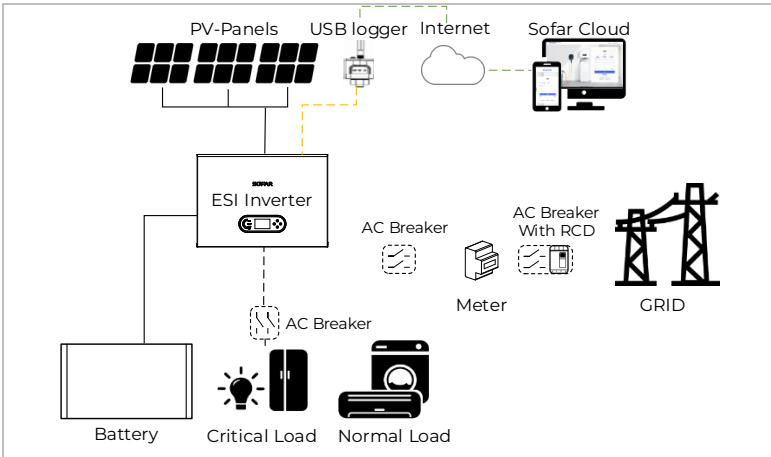 PV-Panels
USB logger
Internet
Sofar Cloud
SOFAR
ESI Inverter
AC Breaker
AC Breaker
With RCD
Meter
GRID
AC Breaker
Battery
Critical Load
Normal Load